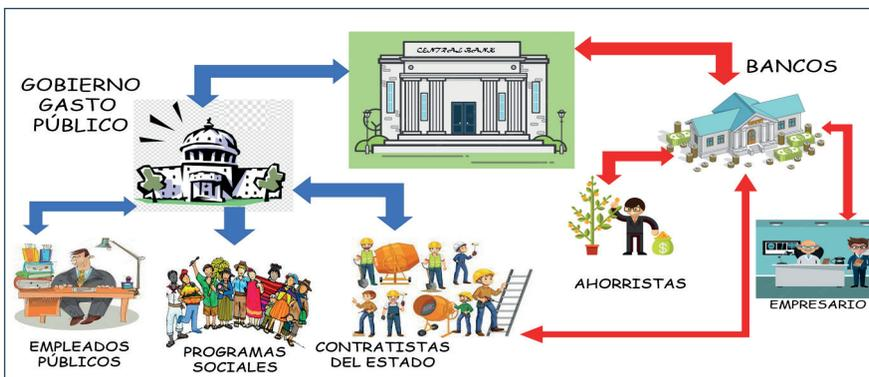 CENTRAL BANK
GOBIERNO
GASTO
PÚBLICO
BANCOS
AHORRISTAS
EMPRESARIO
EMPLEADOS
PÚBLICOS
PROGRAMAS
SOCIALES
CONTRATISTAS
DEL ESTADO